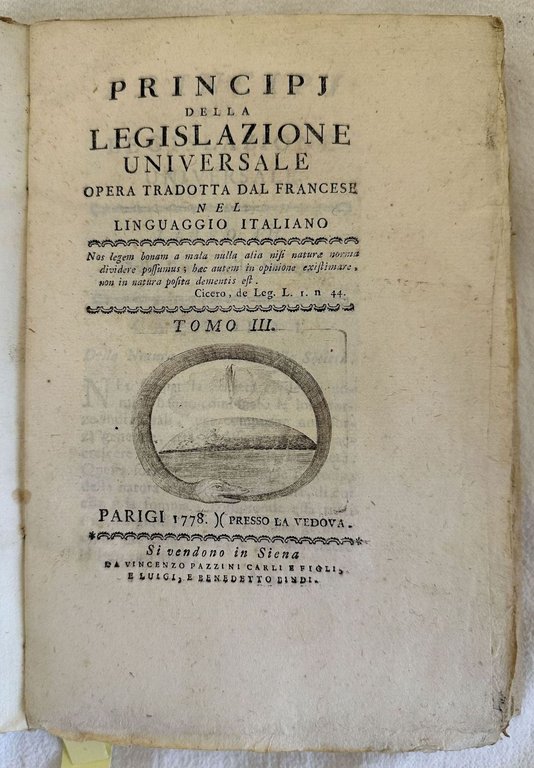 PRINCIPJ
DELLA
LEGISLAZIONE
UNIVERSALE
OPERA TRADOTTA DAL FRANCESE
NEL
LINGUAGGIO ITALIANO
Nos legem bonam a mala nulla alia niſi naturæ norma
dividere poſſumus; hæc autem in opinione exiſtimare,
non in natura poſita dementis eſt.
Cicero, de Leg. L. 1. n 44.
TOMO III.
PARIGI 1778. )( PRESSO LA VEDOVA.
Si vendono in Siena
DA VINCENZO PAZZINI CARLI E FIGLI,
E LUIGI, E BENEDETTO BINDI.